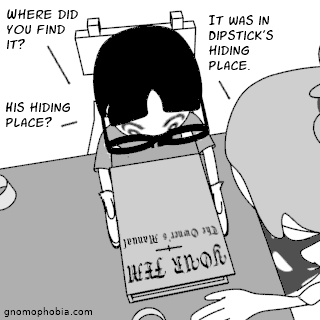 WHERE DID
YOU FIND
IT?
IT WAS IN
DIPSTICK'S
HIDING
PLACE.
HIS HIDING
PLACE?
YOUR FEM
The Owner's Manual
gnomophobia.com